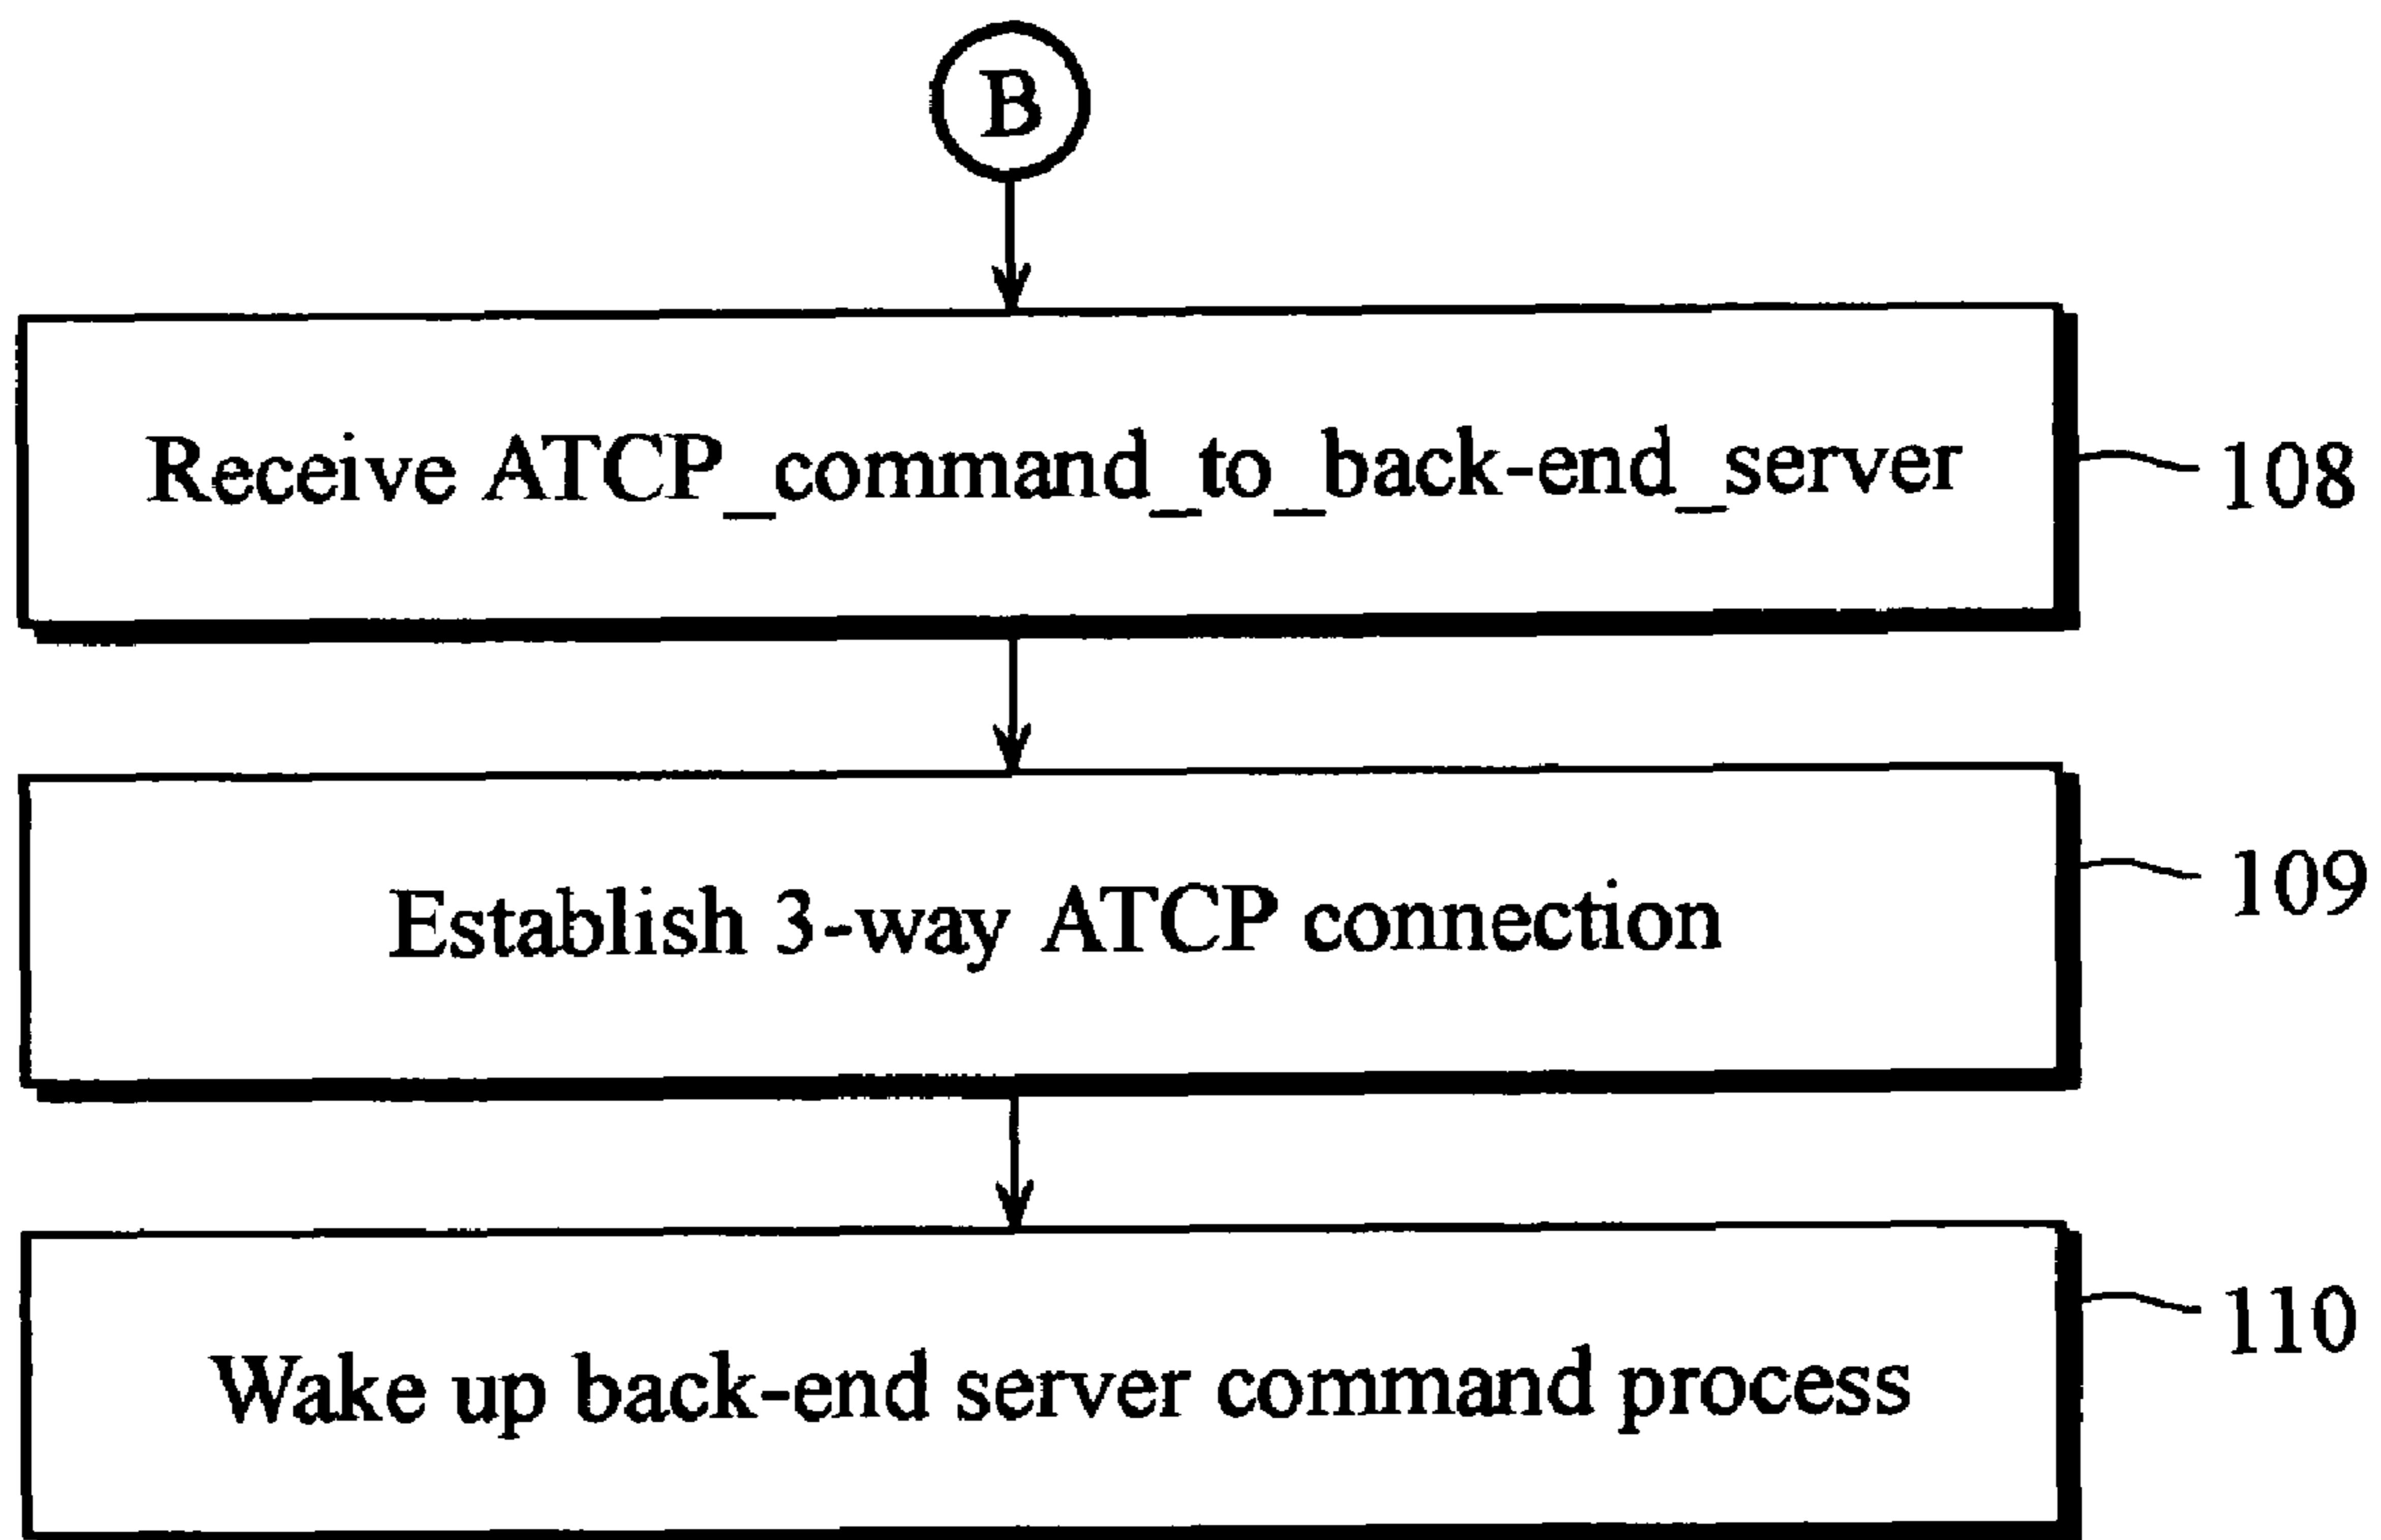 B
Receive ATCP_command_to_back-end_server
108
Establish 3-way ATCP connection
109
Wake up back-end server command process
110